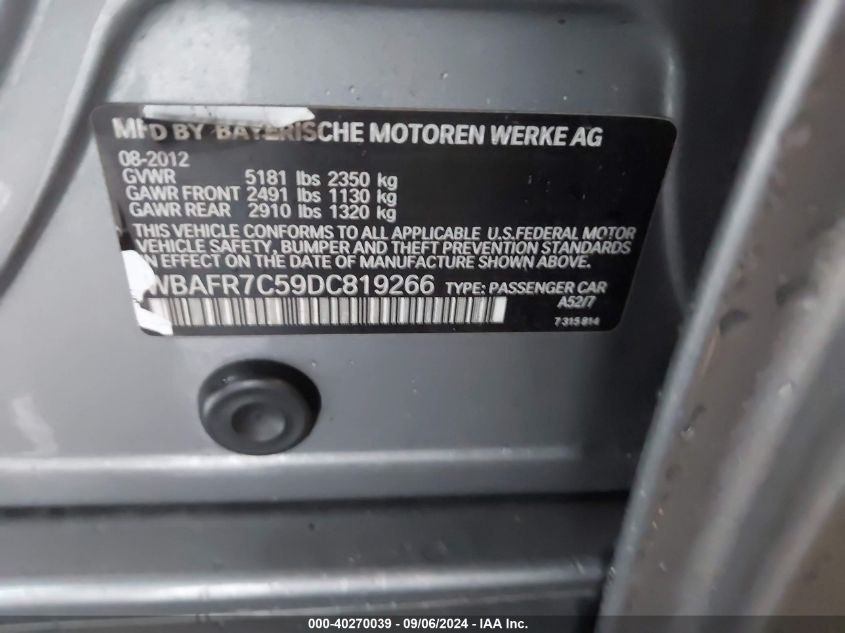 MFD BY BAYERISCHE MOTOREN WERKE AG
08-2012
GVWR 5181 lbs 2350 kg
GAWR FRONT 2491 lbs 1130 kg
GAWR REAR 2910 lbs 1320 kg
THIS VEHICLE CONFORMS TO ALL APPLICABLE U.S.FEDERAL MOTOR
VEHICLE SAFETY, BUMPER AND THEFT PREVENTION STANDARDS
IN EFFECT ON THE DATE OF MANUFACTURE SHOWN ABOVE.
WBAFR7C59DC819266 TYPE: PASSENGER CAR
A52/7
7 315 814
000-40270039 - 09/06/2024 - IAA Inc.